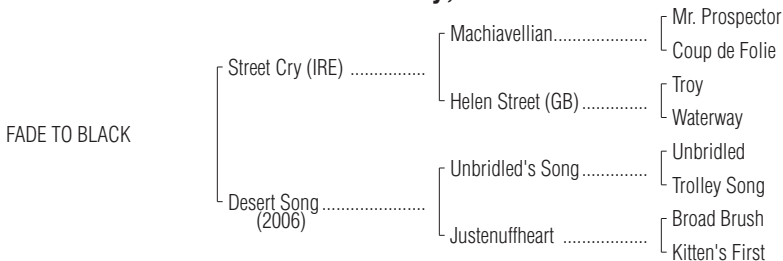 Mr. Prospector
Machiavellian
Coup de Folie
Street Cry (IRE)
Troy
Helen Street (GB)
Waterway
FADE TO BLACK
Unbridled
Unbridled's Song
Trolley Song
Desert Song
(2006)
Broad Brush
Justenuffheart
Kitten's First